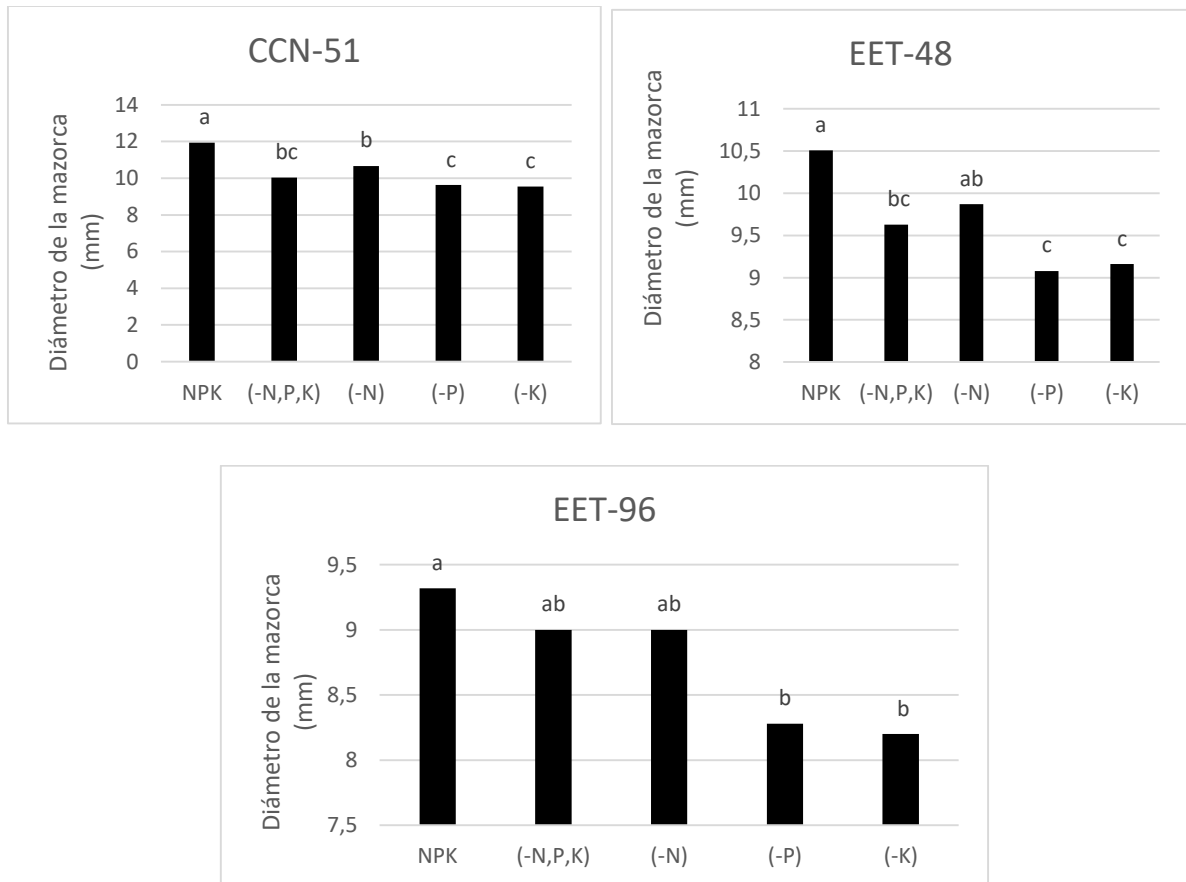 CCN-51
Diámetro de la mazorca
(mm)
14
12
10
8
6
4
2
0
a
bc
b
c
c
NPK
(-N,P,K)
(-N)
(-P)
(-K)
EET-48
Diámetro de la mazorca
(mm)
11
10,5
10
9,5
9
8,5
8
a
bc
ab
c
c
NPK
(-N,P,K)
(-N)
(-P)
(-K)
EET-96
Diámetro de la mazorca
(mm)
9,5
9
8,5
8
7,5
a
ab
ab
b
b
NPK
(-N,P,K)
(-N)
(-P)
(-K)